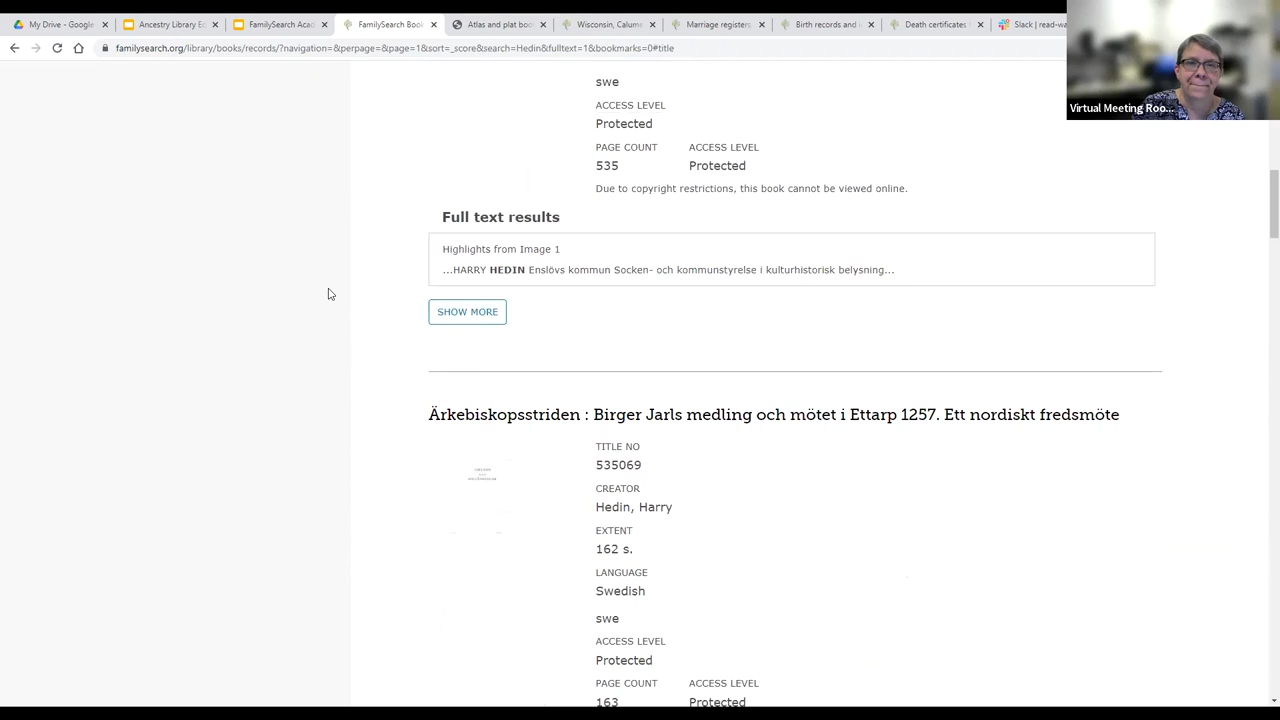 My Drive - Google
Ancestry Library Ed
FamilySearch Aca
FamilySearch Boo
Atlas and plat boo
Wisconsin, Calume
Marriage registers,
Birth records and i
Death certificates
Slack | read-wa
familysearch.org/library/books/records/?navigation=&perpage=&page=1&sort=_score&search=Hedin&fulltext=1&bookmarks=0#title
Virtual Meeting Roo...
swe
ACCESS LEVEL
Protected
PAGE COUNT ACCESS LEVEL
535 Protected
Due to copyright restrictions, this book cannot be viewed online.
Full text results
Highlights from Image 1
...HARRY HEDIN Enslövs kommun Socken- och kommunstyrelse i kulturhistorisk belysning...
SHOW MORE
Ärkebiskopsstriden : Birger Jarls medling och mötet i Ettarp 1257. Ett nordiskt fredsmöte
TITLE NO
535069
CREATOR
Hedin, Harry
EXTENT
162 s.
LANGUAGE
Swedish
swe
ACCESS LEVEL
Protected
PAGE COUNT ACCESS LEVEL
163 Protected